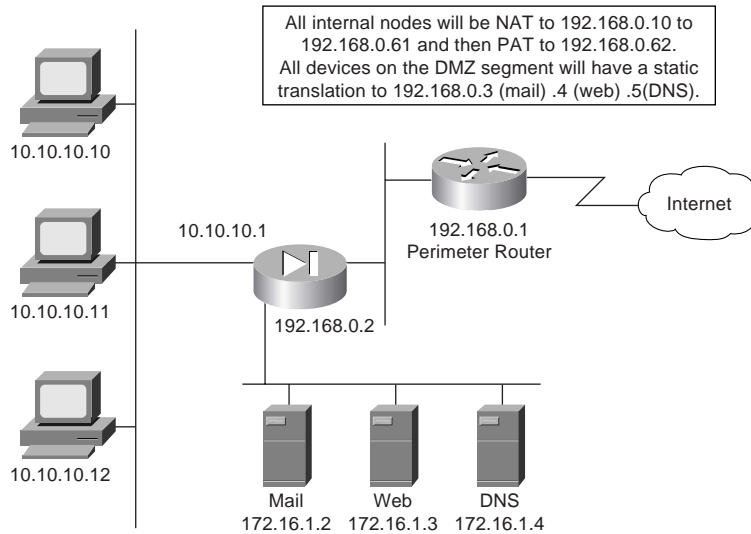 All internal nodes will be NAT to 192.168.0.10 to
192.168.0.61 and then PAT to 192.168.0.62.
All devices on the DMZ segment will have a static
translation to 192.168.0.3 (mail) .4 (web) .5(DNS).
10.10.10.10
10.10.10.1
192.168.0.1
Perimeter Router
Internet
10.10.10.11
192.168.0.2
10.10.10.12
Mail
172.16.1.2
Web
172.16.1.3
DNS
172.16.1.4